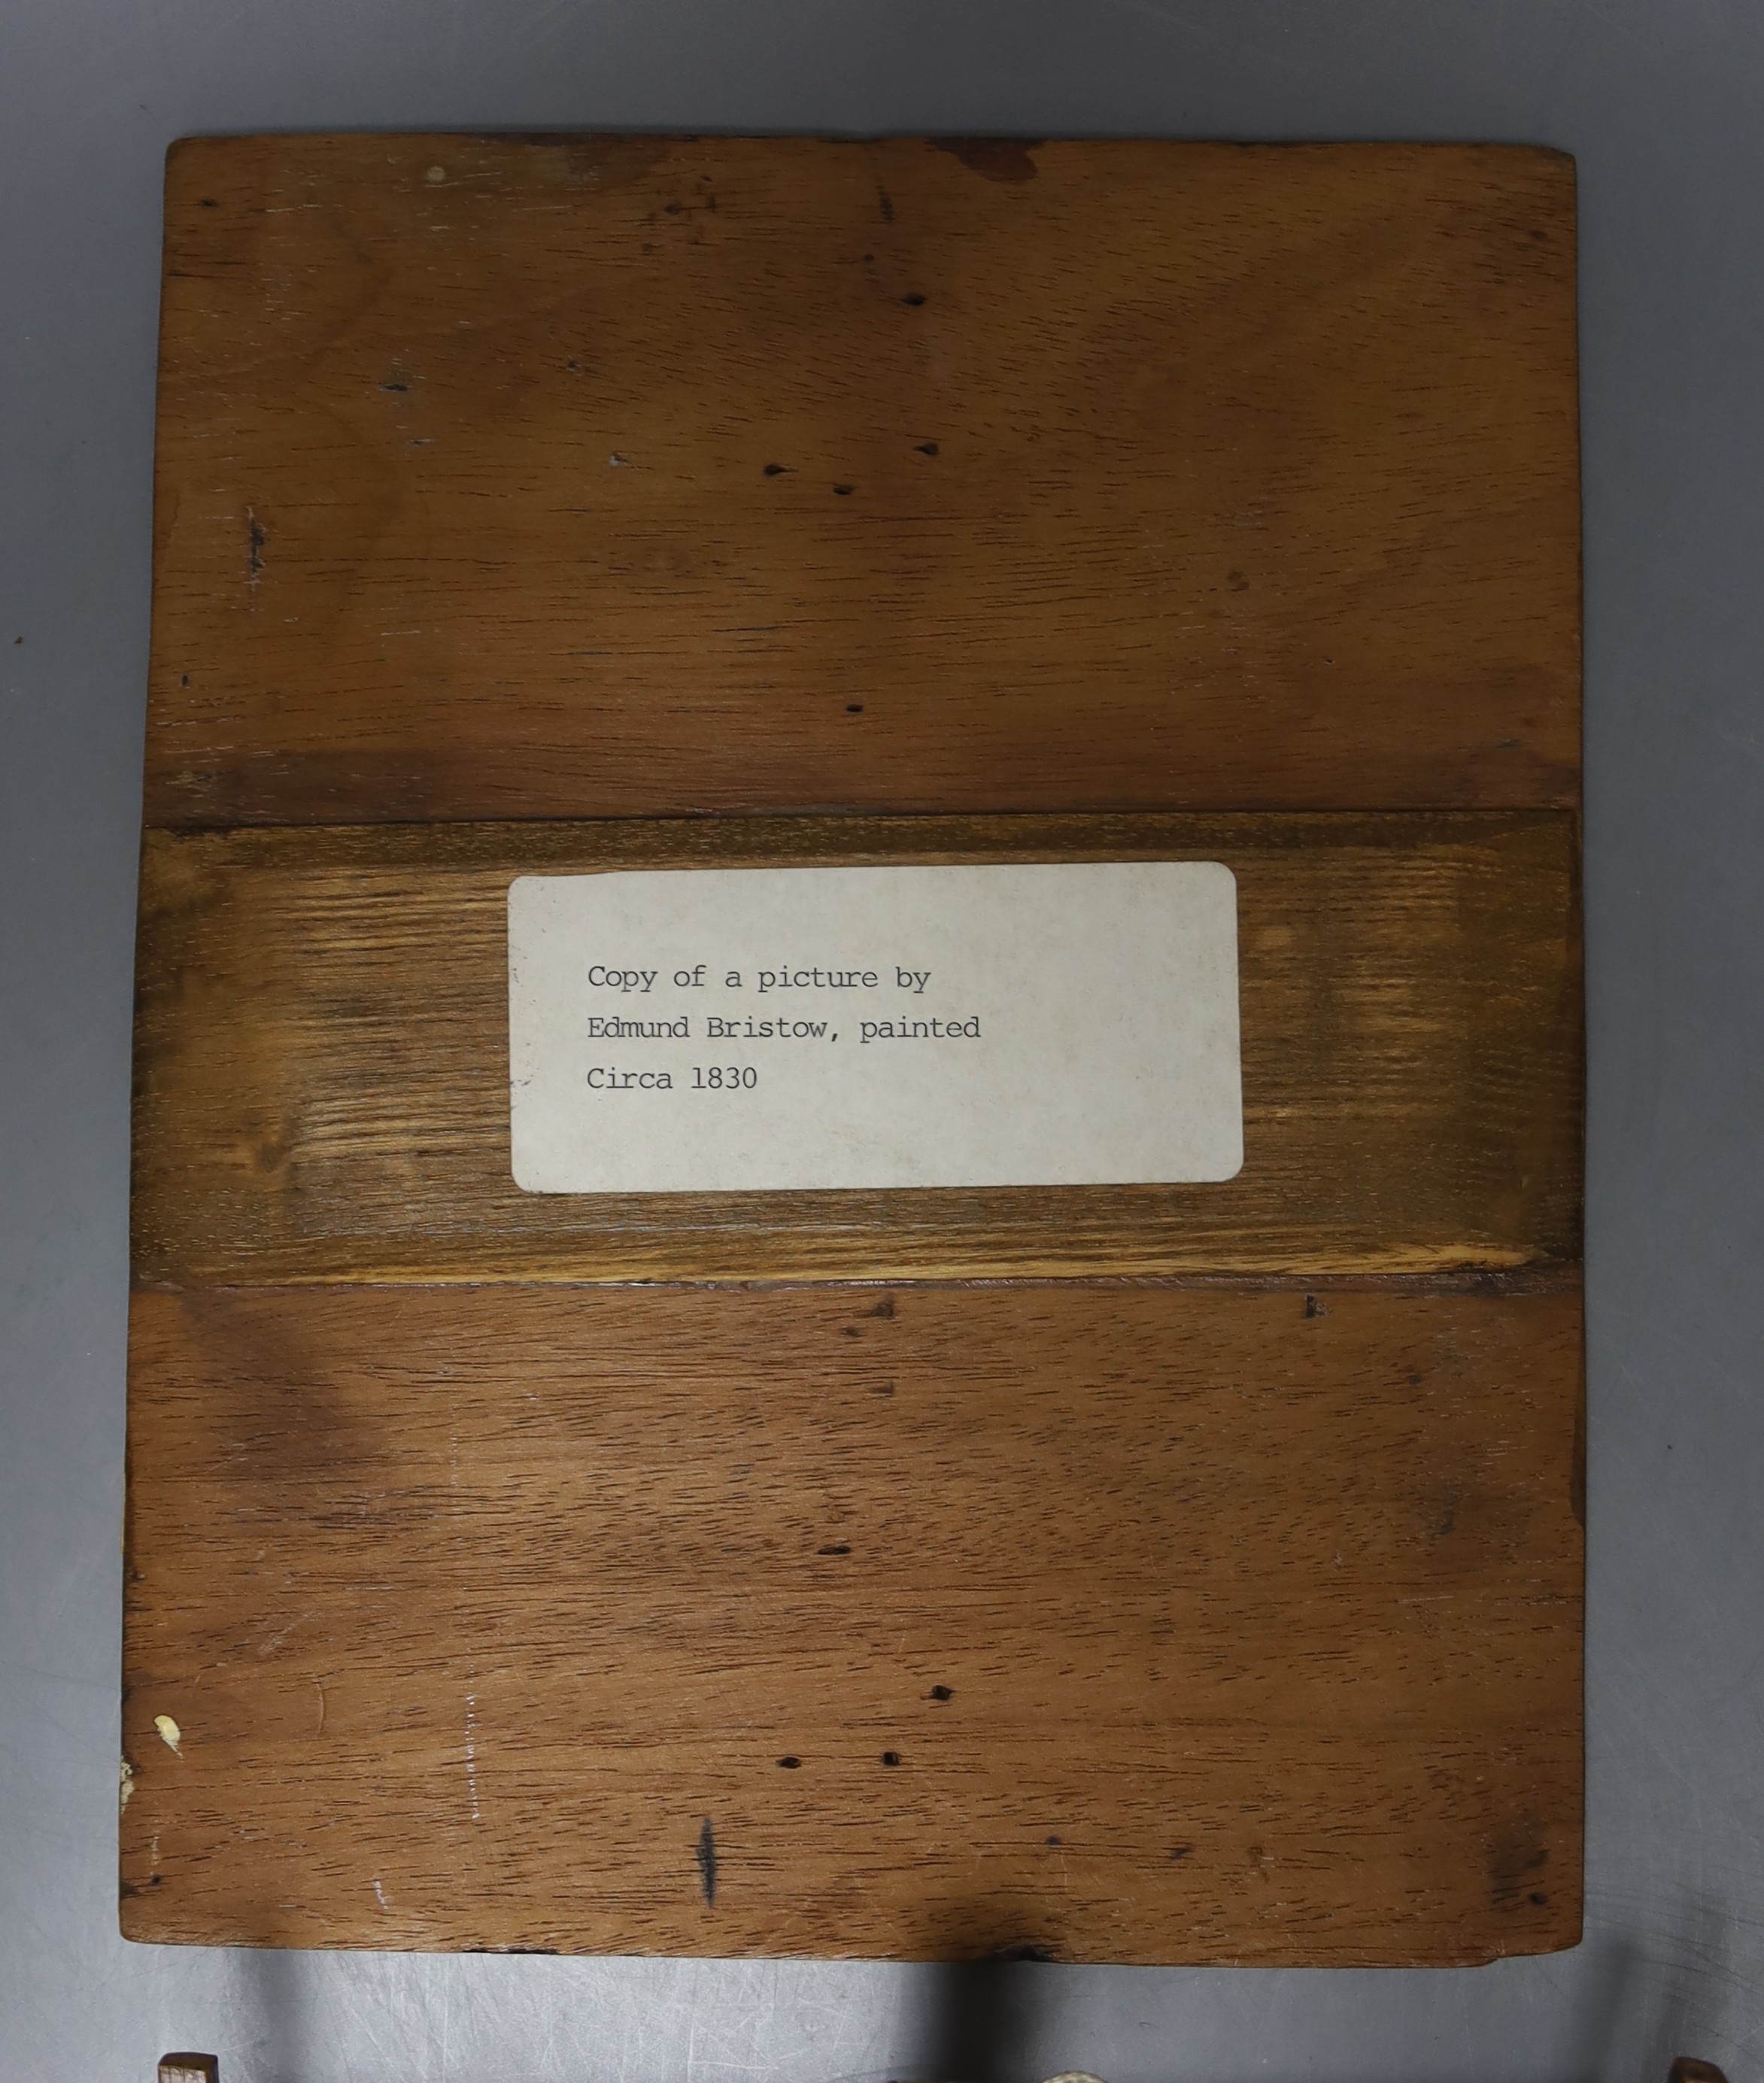 Copy of a picture by
Edmund Bristow, painted
Circa 1830